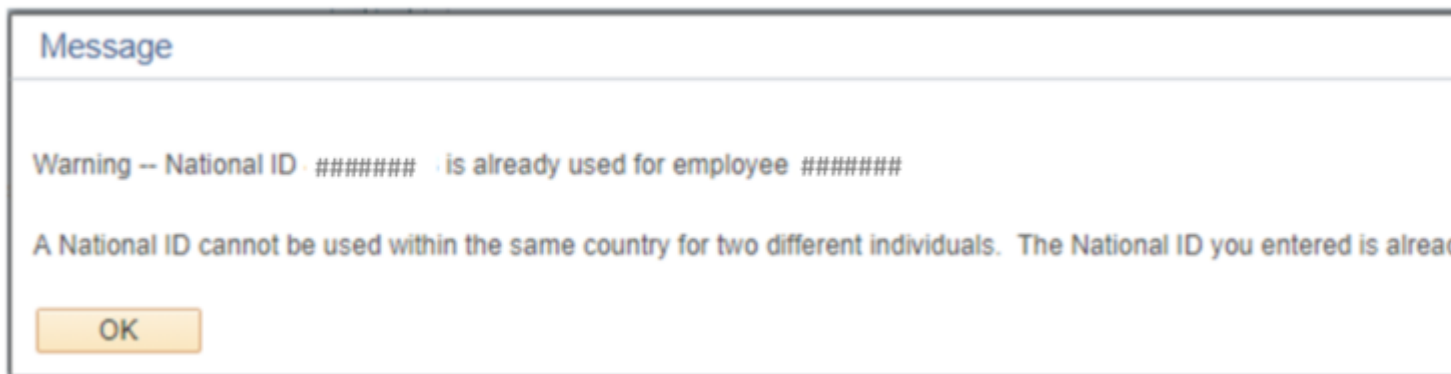 Message
Warning -- National ID ####### is already used for employee #######
A National ID cannot be used within the same country for two different individuals. The National ID you entered is
OK